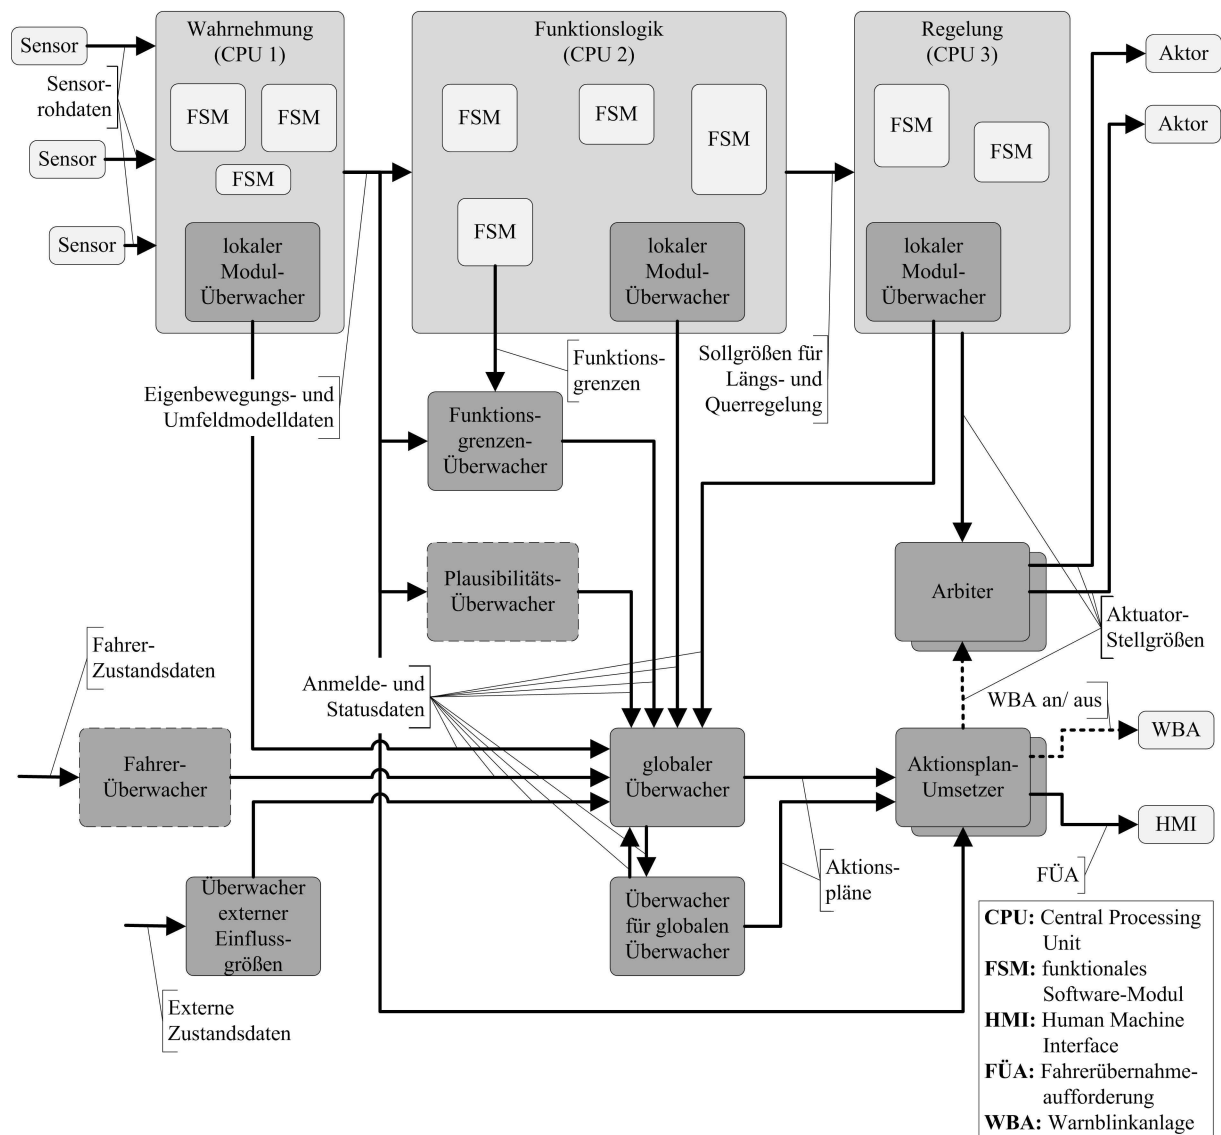 Wahrnehmung
(CPU 1)
Funktionslogik
(CPU 2)
Regelung
(CPU 3)
Sensor
Sensor-
rohdaten
Sensor
Sensor
FSM
FSM
FSM
lokaler
Modul-
Überwacher
FSM
FSM
FSM
FSM
lokaler
Modul-
Überwacher
FSM
FSM
lokaler
Modul-
Überwacher
Aktor
Aktor
Eigenbewegungs- und
Umfeldmodelldaten
Funktions-
grenzen
Sollgrößen für
Längs- und
Querregelung
Funktions-
grenzen-
Überwacher
Plausibilitäts-
Überwacher
Arbiter
Aktuator-
Stellgrößen
Fahrer-
Zustandsdaten
Anmelde- und
Statusdaten
WBA an/ aus
Fahrer-
Überwacher
globaler
Überwacher
Aktionsplan-
Umsetzer
WBA
HMI
FÜA
Überwacher
externer
Einfluss-
größen
Überwacher
für globalen
Überwacher
Aktions-
pläne
Externe
Zustandsdaten
CPU: Central Processing
Unit
FSM: funktionales
Software-Modul
HMI: Human Machine
Interface
FÜA: Fahrerübernahme-
aufforderung
WBA: Warnblinkanlage